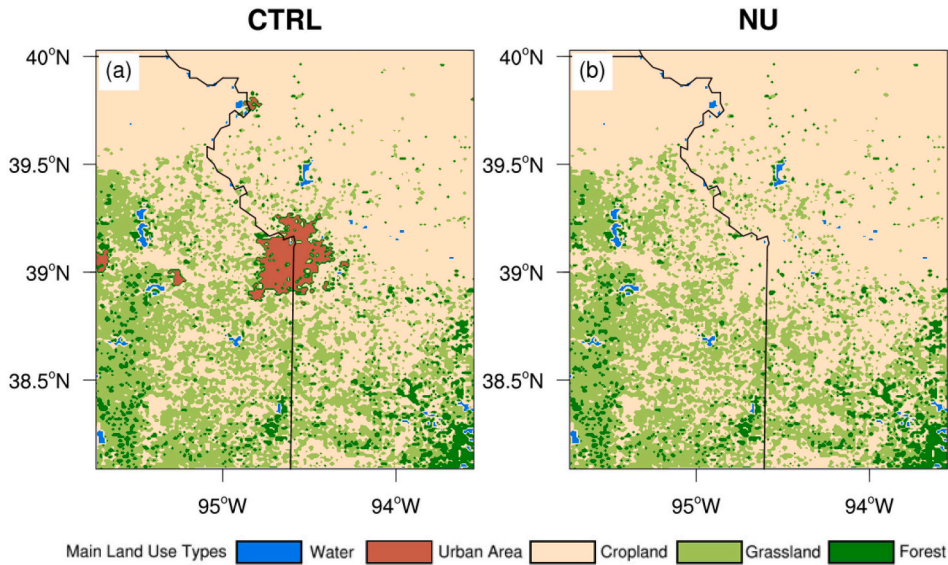 CTRL NU
(a) (b)
40°N 40°N
39.5°N 39.5°N
39°N 39°N
38.5°N 38.5°N
95°W 94°W 95°W 94°W
Main Land Use Types Water Urban Area Cropland Grassland Forest